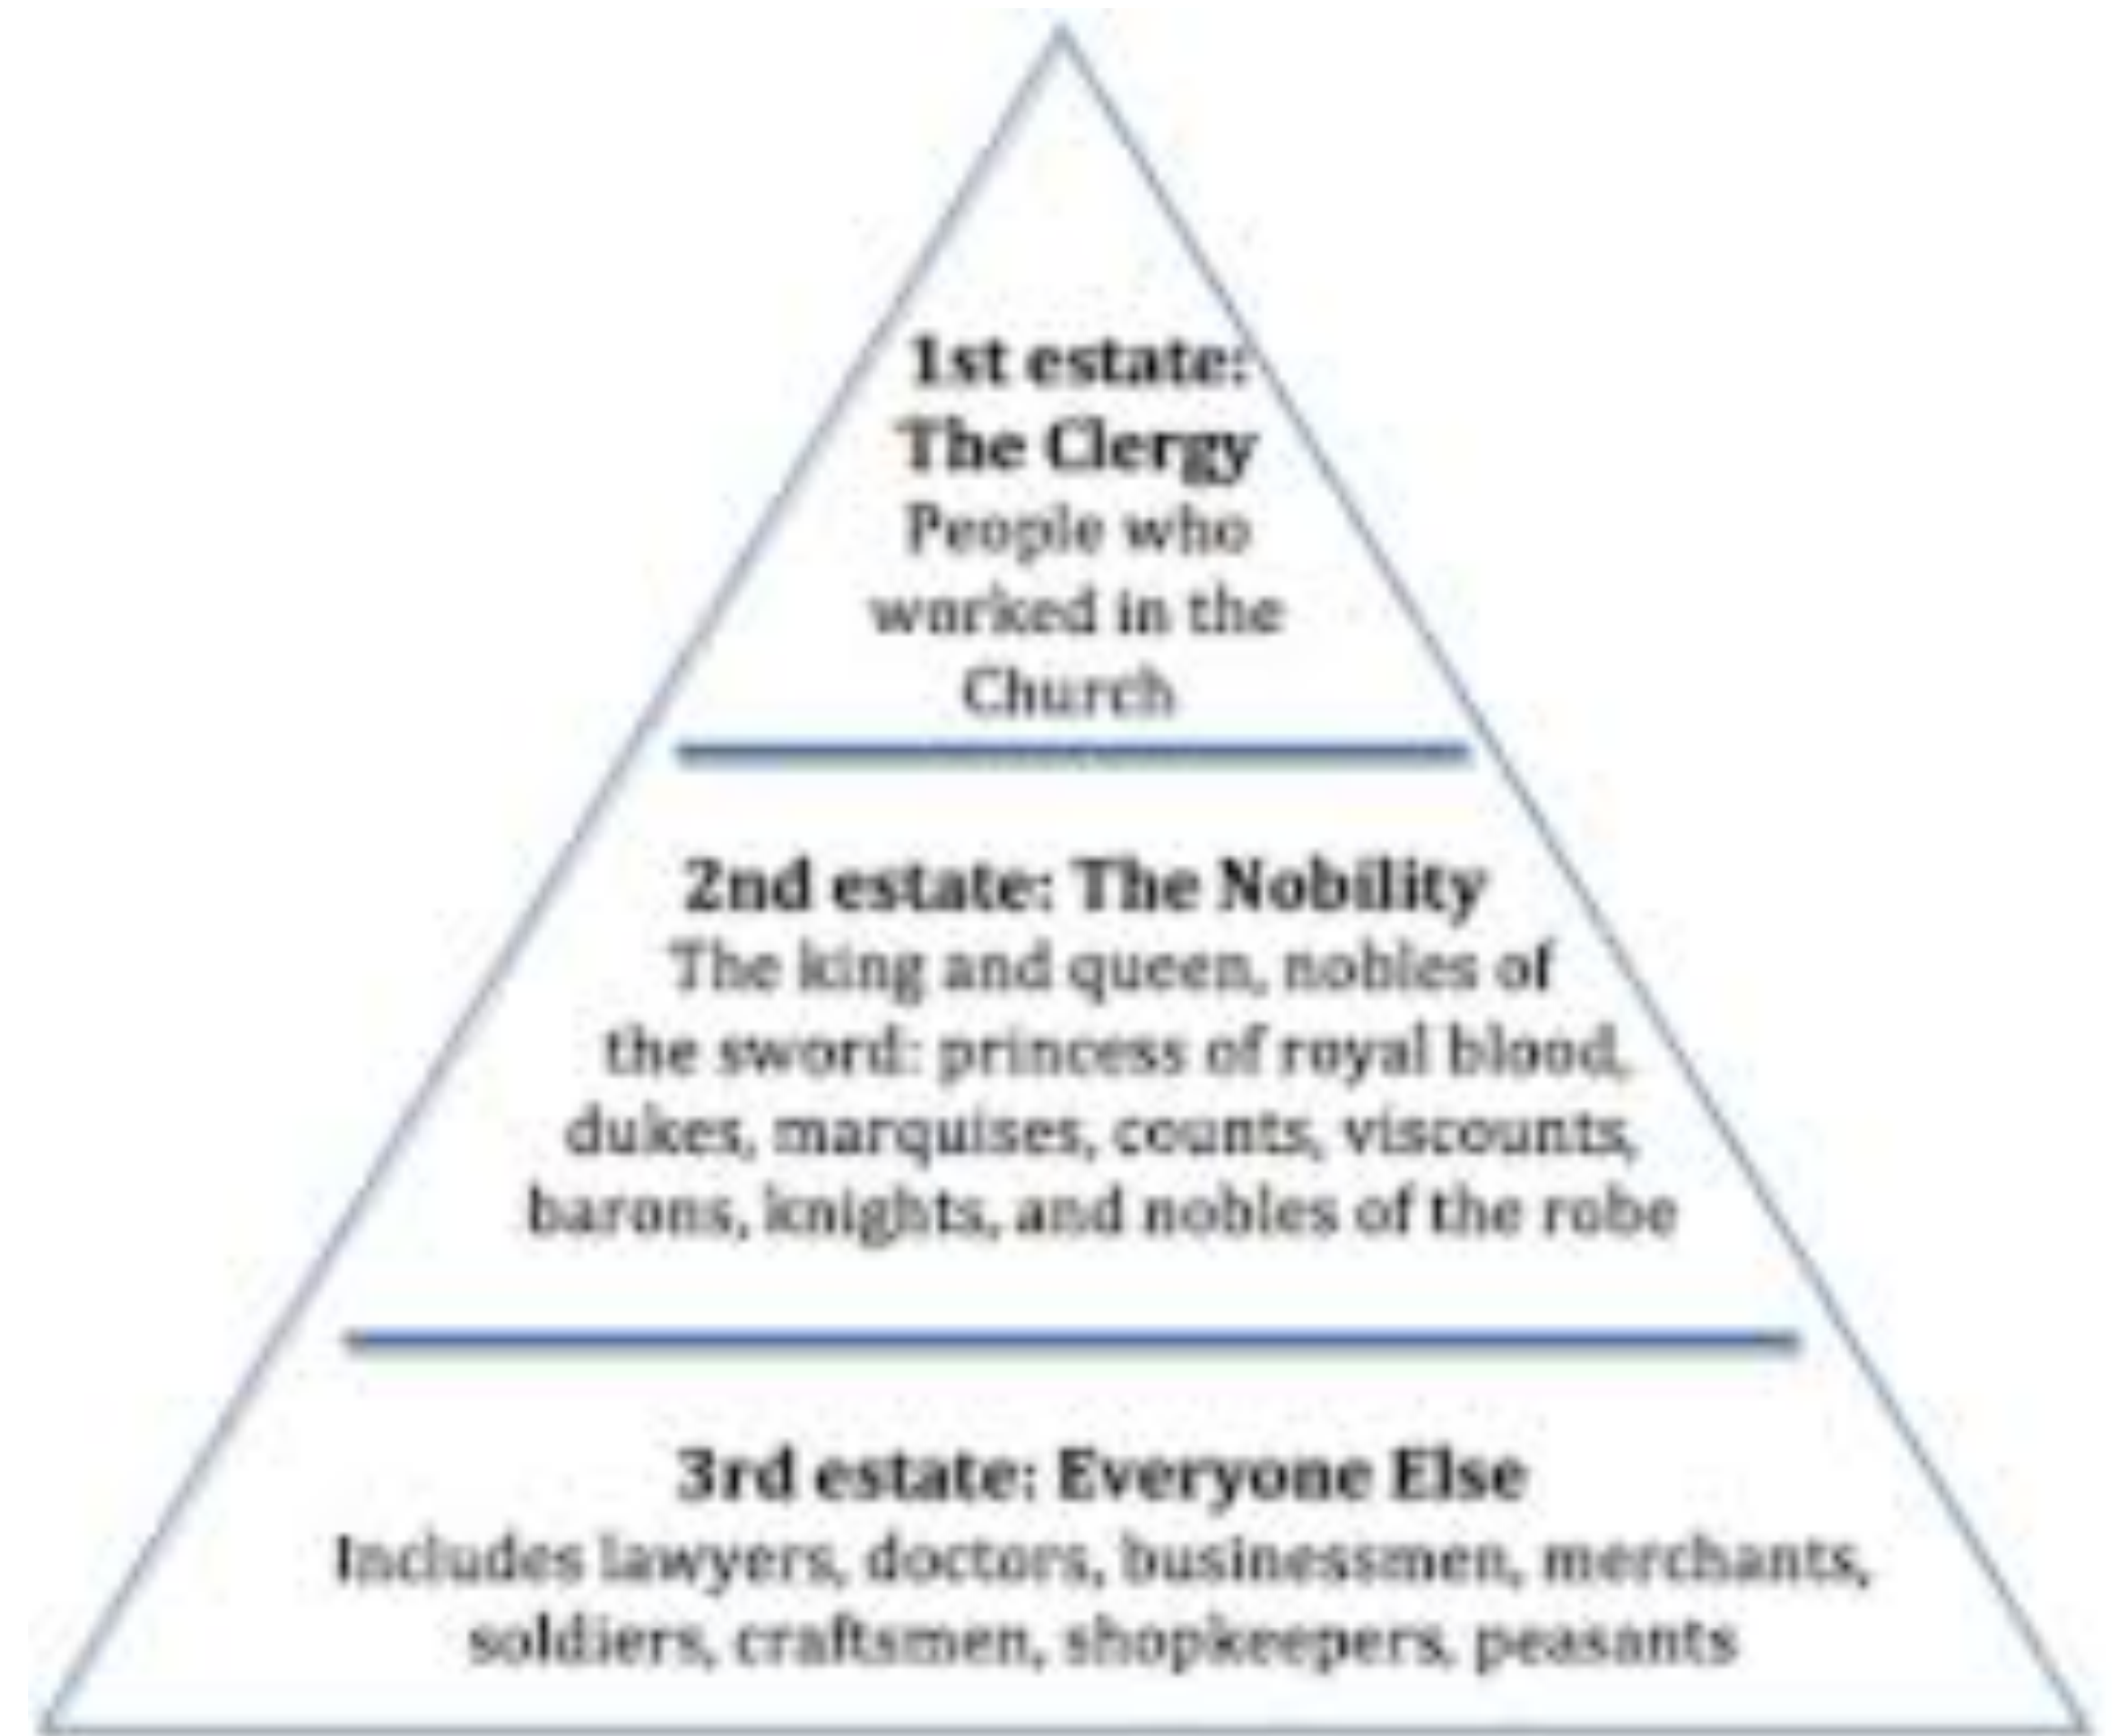 1st estate:
The Clergy
People who
worked in the
Church
2nd estate: The Nobility
The king and queen, nobles of
the sword: princess of royal blood,
dukes, marquises, counts, viscounts,
barons, knights, and nobles of the robe
3rd estate: Everyone Else
Includes lawyers, doctors, businessmen, merchants,
soldiers, craftsmen, shopkeepers, peasants